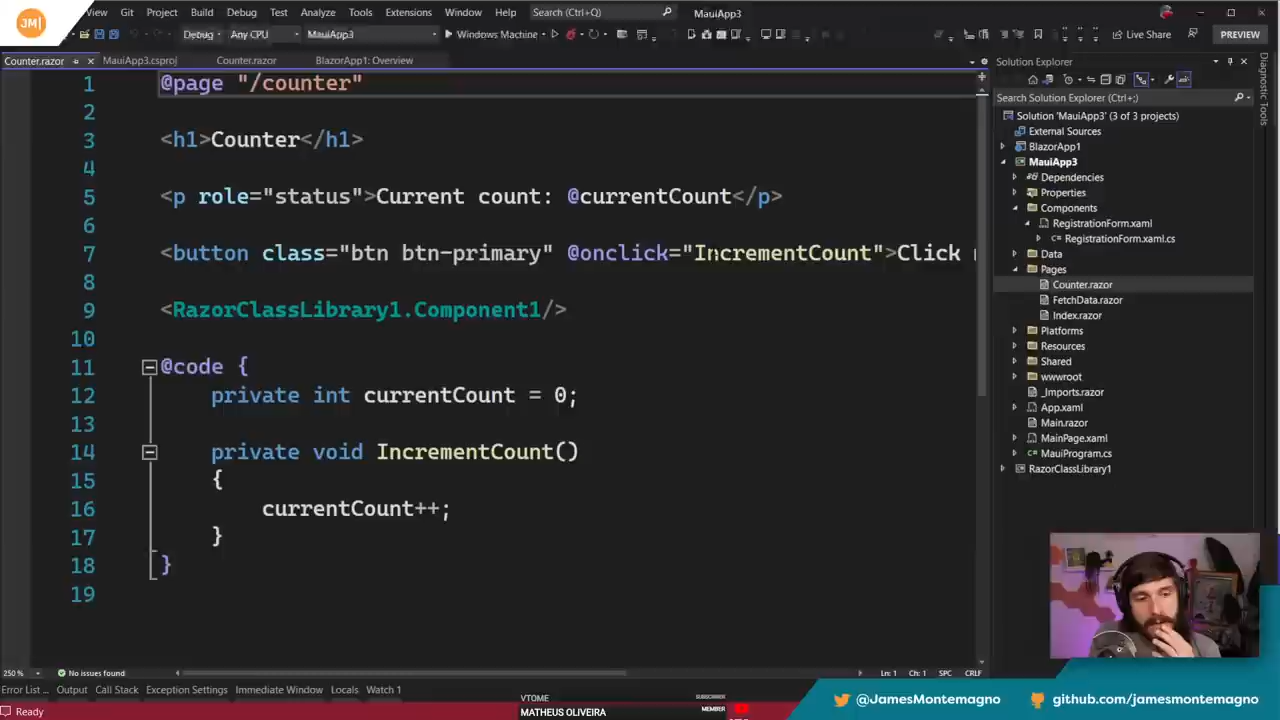 JM|
View
Git
Project
Build
Debug
Test
Analyze
Tools
Extensions
Window
Help
Search (Ctrl+Q)
MauiApp3
Debug
Any CPU
MauiApp3
Windows Machine
Live Share
PREVIEW
Counter.razor
MauiApp3.csproj
Counter.razor
BlazorApp1: Overview
1 @page "/counter"
2
3 <h1>Counter</h1>
4
5 <p role="status">Current count: @currentCount</p>
6
7 <button class="btn btn-primary" @onclick="IncrementCount">Click
8
9 <RazorClassLibrary1.Component1/>
10
11 @code {
12 private int currentCount = 0;
13
14 private void IncrementCount()
15 {
16 currentCount++;
17 }
18 }
19
250 %
No issues found
Ln: 1
Ch: 1
SPC
CRLF
Solution Explorer
Search Solution Explorer (Ctrl+;)
Solution 'MauiApp3' (3 of 3 projects)
External Sources
BlazorApp1
MauiApp3
Dependencies
Properties
Components
RegistrationForm.xaml
RegistrationForm.xaml.cs
Data
Pages
Counter.razor
FetchData.razor
Index.razor
Platforms
Resources
Shared
wwwroot
_Imports.razor
App.xaml
Main.razor
MainPage.xaml
MauiProgram.cs
RazorClassLibrary1
Diagnostic Tools
Error List ...
Output
Call Stack
Exception Settings
Immediate Window
Locals
Watch 1
Ready
VTOME
SUBSCRIBER
MATHEUS OLIVEIRA
MEMBER
@JamesMontemagno
github.com/jamesmontemagno